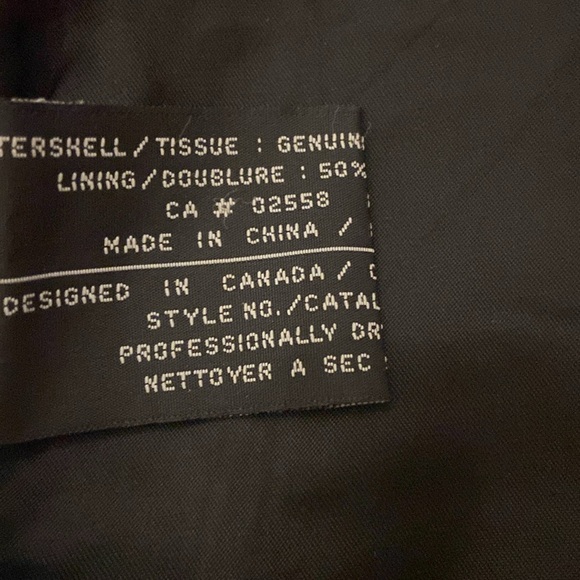 TERSHELL/TISSUE : GENUIN
LINING/DOUBLURE : 50%
CA # 02558
MADE IN CHINA /
DESIGNED IN CANADA / C
STYLE NO./CATAL
PROFESSIONALLY DR
NETTOYER A SEC